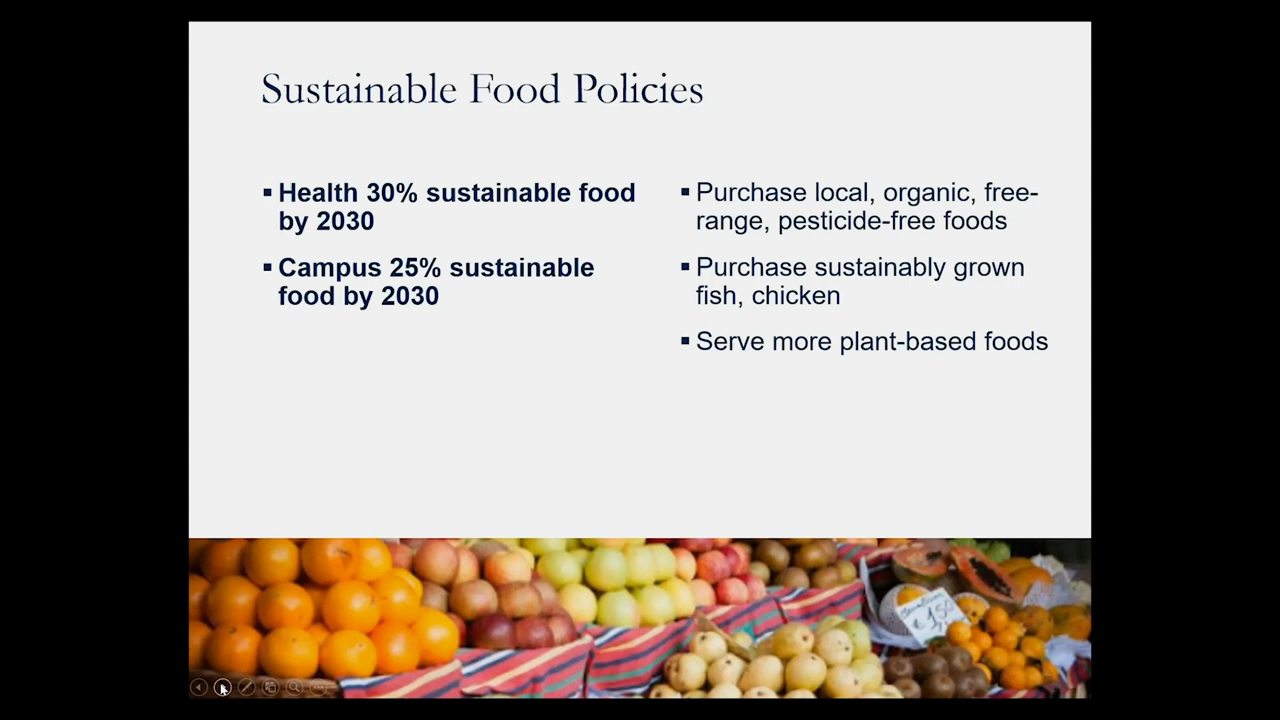 Sustainable Food Policies
▪ Health 30% sustainable food
by 2030
▪ Campus 25% sustainable
food by 2030
▪ Purchase local, organic, free-
range, pesticide-free foods
▪ Purchase sustainably grown
fish, chicken
▪ Serve more plant-based foods